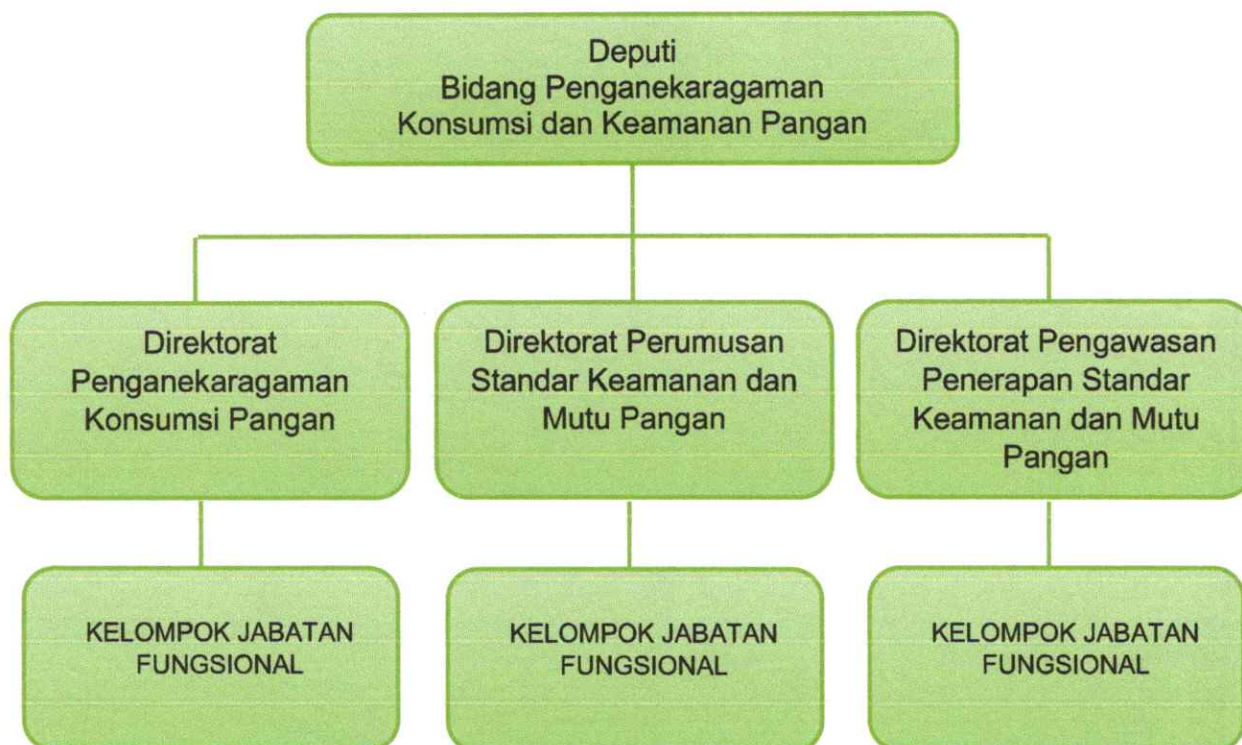 Deputi
Bidang Penganekaragaman
Konsumsi dan Keamanan Pangan
Direktorat
Penganekaragaman
Konsumsi Pangan
Direktorat Perumusan
Standar Keamanan dan
Mutu Pangan
Direktorat Pengawasan
Penerapan Standar
Keamanan dan Mutu
Pangan
KELOMPOK JABATAN
FUNGSIONAL
KELOMPOK JABATAN
FUNGSIONAL
KELOMPOK JABATAN
FUNGSIONAL